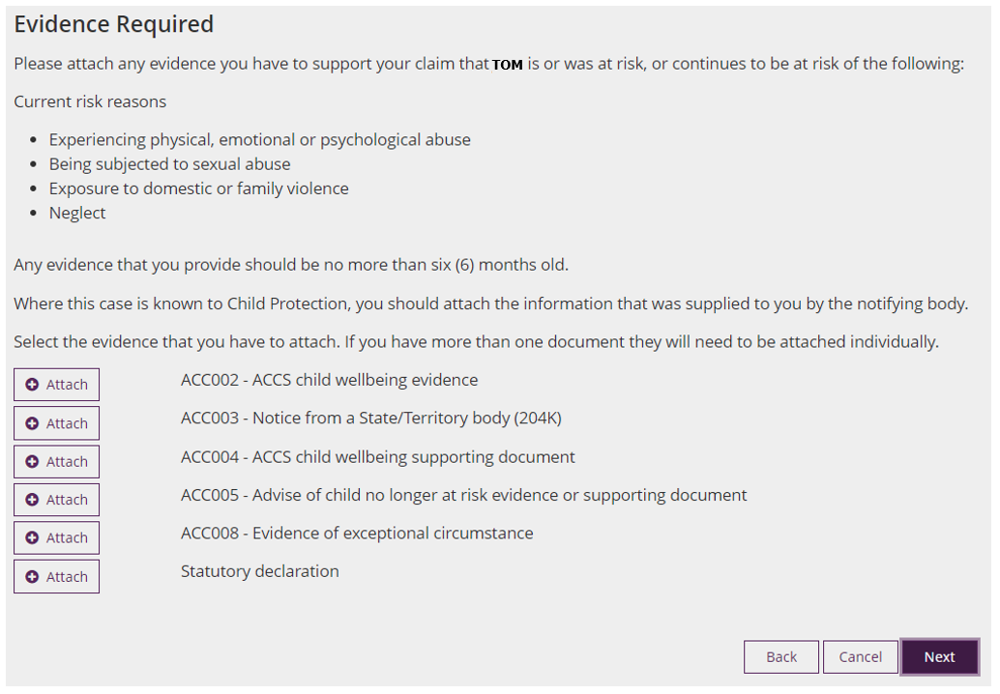 Evidence Required
Please attach any evidence you have to support your claim that TOM is or was at risk, or continues to be at risk of the following:
Current risk reasons
Experiencing physical, emotional or psychological abuse
Being subjected to sexual abuse
Exposure to domestic or family violence
Neglect
Any evidence that you provide should be no more than six (6) months old.
Where this case is known to Child Protection, you should attach the information that was supplied to you by the notifying body.
Select the evidence that you have to attach. If you have more than one document they will need to be attached individually.
Attach ACC002 - ACCS child wellbeing evidence
Attach ACC003 - Notice from a State/Territory body (204K)
Attach ACC004 - ACCS child wellbeing supporting document
Attach ACC005 - Advise of child no longer at risk evidence or supporting document
Attach ACC008 - Evidence of exceptional circumstance
Attach Statutory declaration
Back Cancel Next